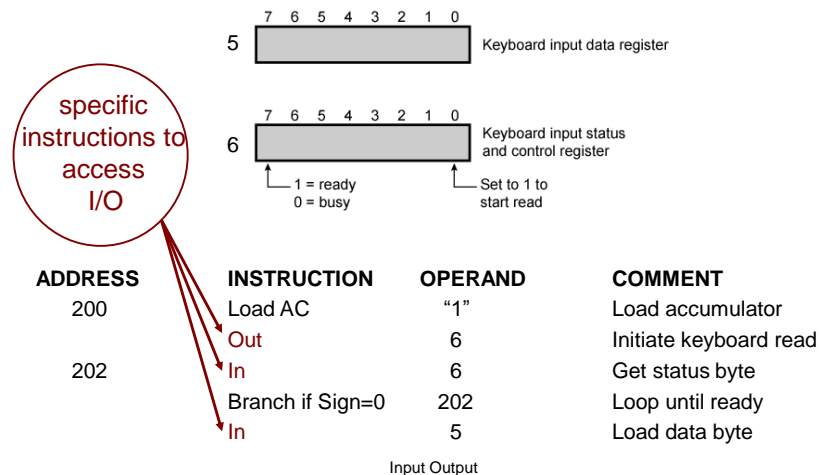 7 6 5 4 3 2 1 0
5 Keyboard input data register
specific
instructions to
access
I/O
7 6 5 4 3 2 1 0
6 Keyboard input status
and control register
1 = ready
0 = busy
Set to 1 to
start read
ADDRESS INSTRUCTION OPERAND COMMENT
200 Load AC “1” Load accumulator
Out 6 Initiate keyboard read
202 In 6 Get status byte
Branch if Sign=0 202 Loop until ready
In 5 Load data byte
Input Output